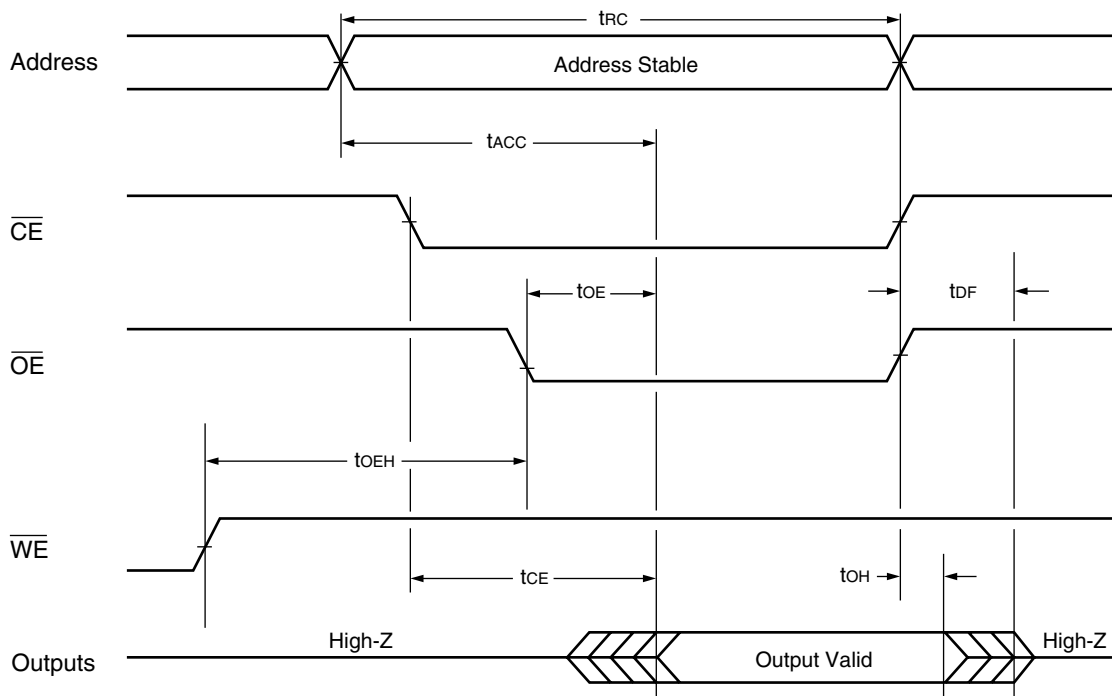 tRC
Address
Address Stable
tACC
CE
tOE
tDF
OE
tOEH
WE
tCE
tOH
High-Z
Output Valid
High-Z
Outputs